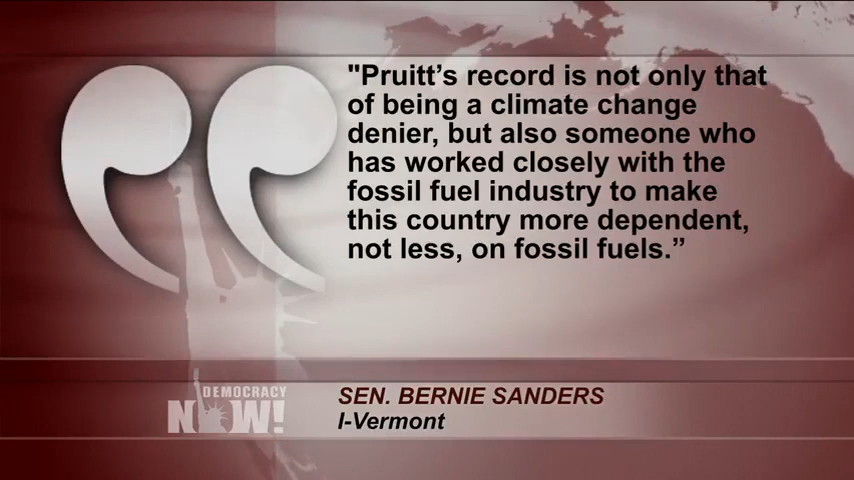 "Pruitt’s record is not only that
of being a climate change
denier, but also someone who
has worked closely with the
fossil fuel industry to make
this country more dependent,
not less, on fossil fuels.”
DEMOCRACY
NOW!
SEN. BERNIE SANDERS
I-Vermont